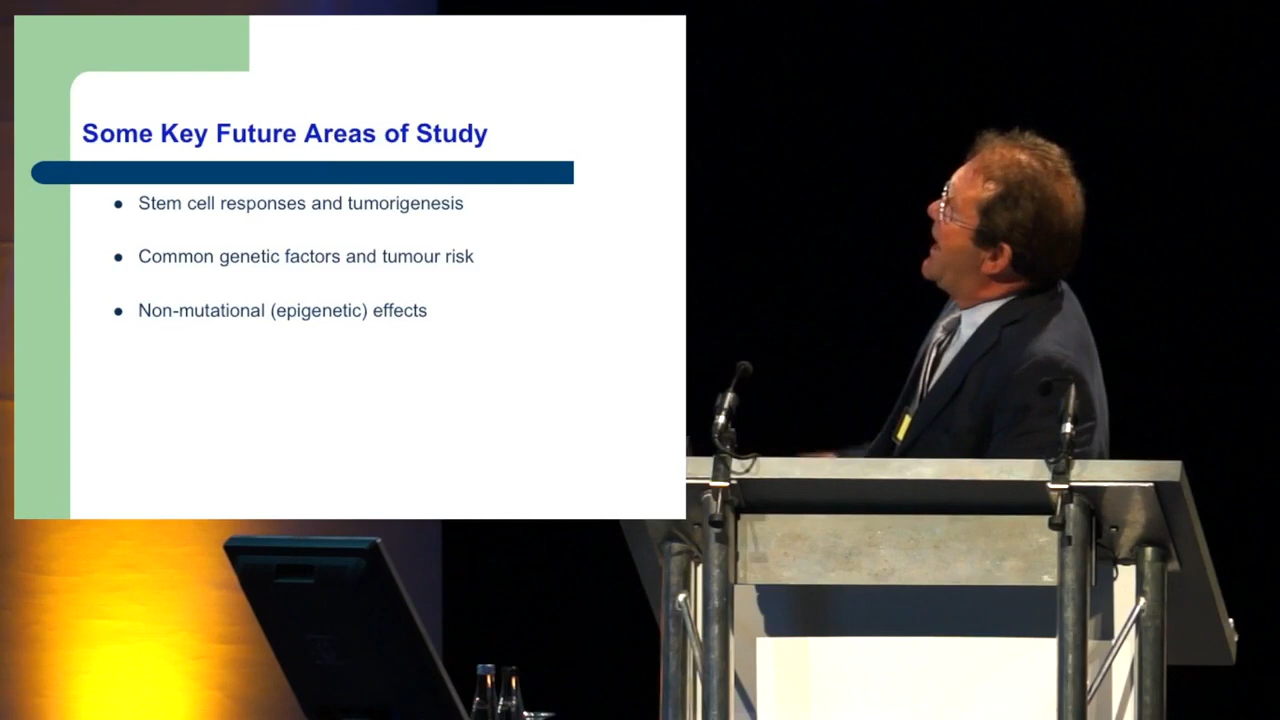 Some Key Future Areas of Study
● Stem cell responses and tumorigenesis
● Common genetic factors and tumour risk
● Non-mutational (epigenetic) effects